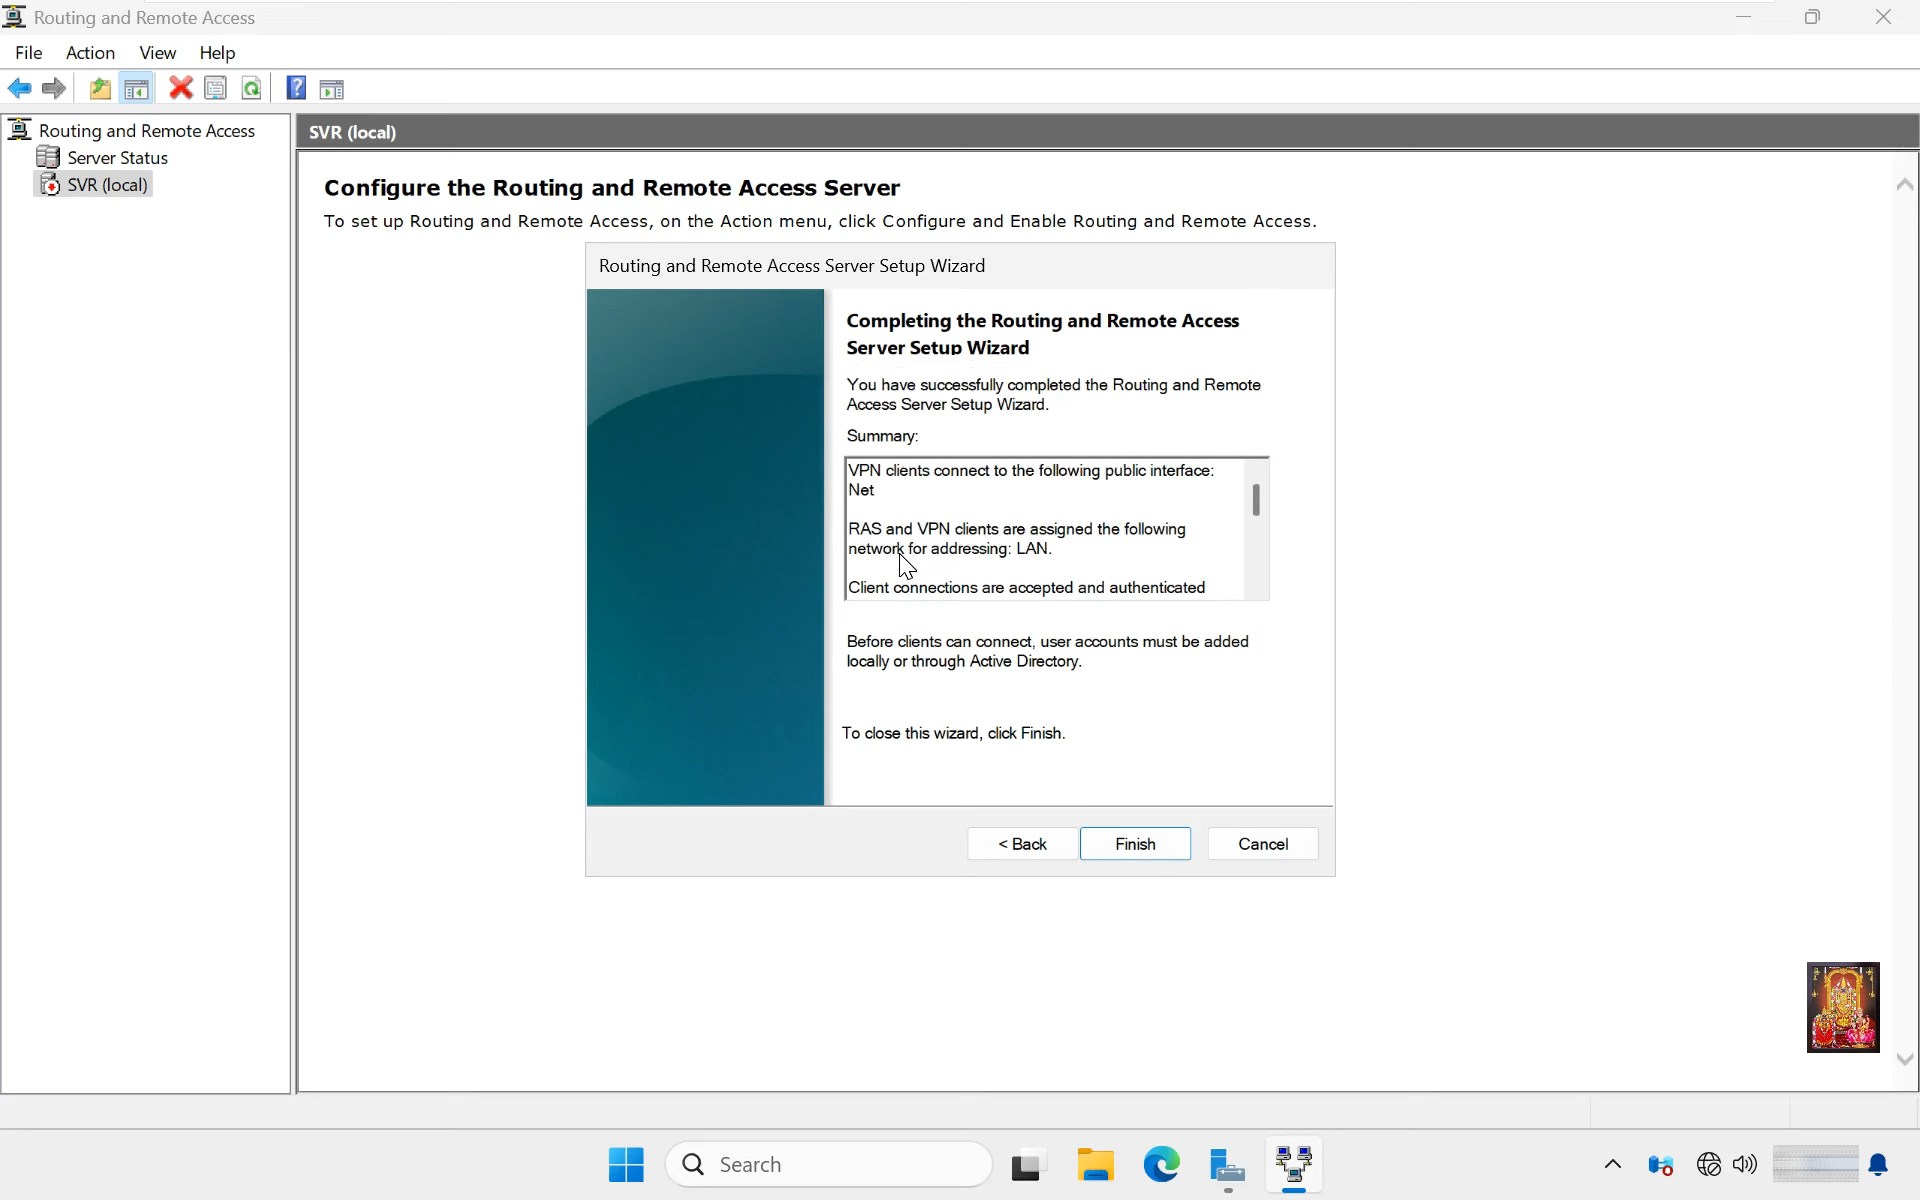 Routing and Remote Access
File Action View Help
Routing and Remote Access
Server Status
SVR (local)
SVR (local)
Configure the Routing and Remote Access Server
To set up Routing and Remote Access, on the Action menu, click Configure and Enable Routing and Remote Access.
Routing and Remote Access Server Setup Wizard
Completing the Routing and Remote Access
Server Setup Wizard
You have successfully completed the Routing and Remote
Access Server Setup Wizard.
Summary:
VPN clients connect to the following public interface:
Net
RAS and VPN clients are assigned the following
network for addressing: LAN.
Client connections are accepted and authenticated
Before clients can connect, user accounts must be added
locally or through Active Directory.
To close this wizard, click Finish.
< Back Finish Cancel
Search